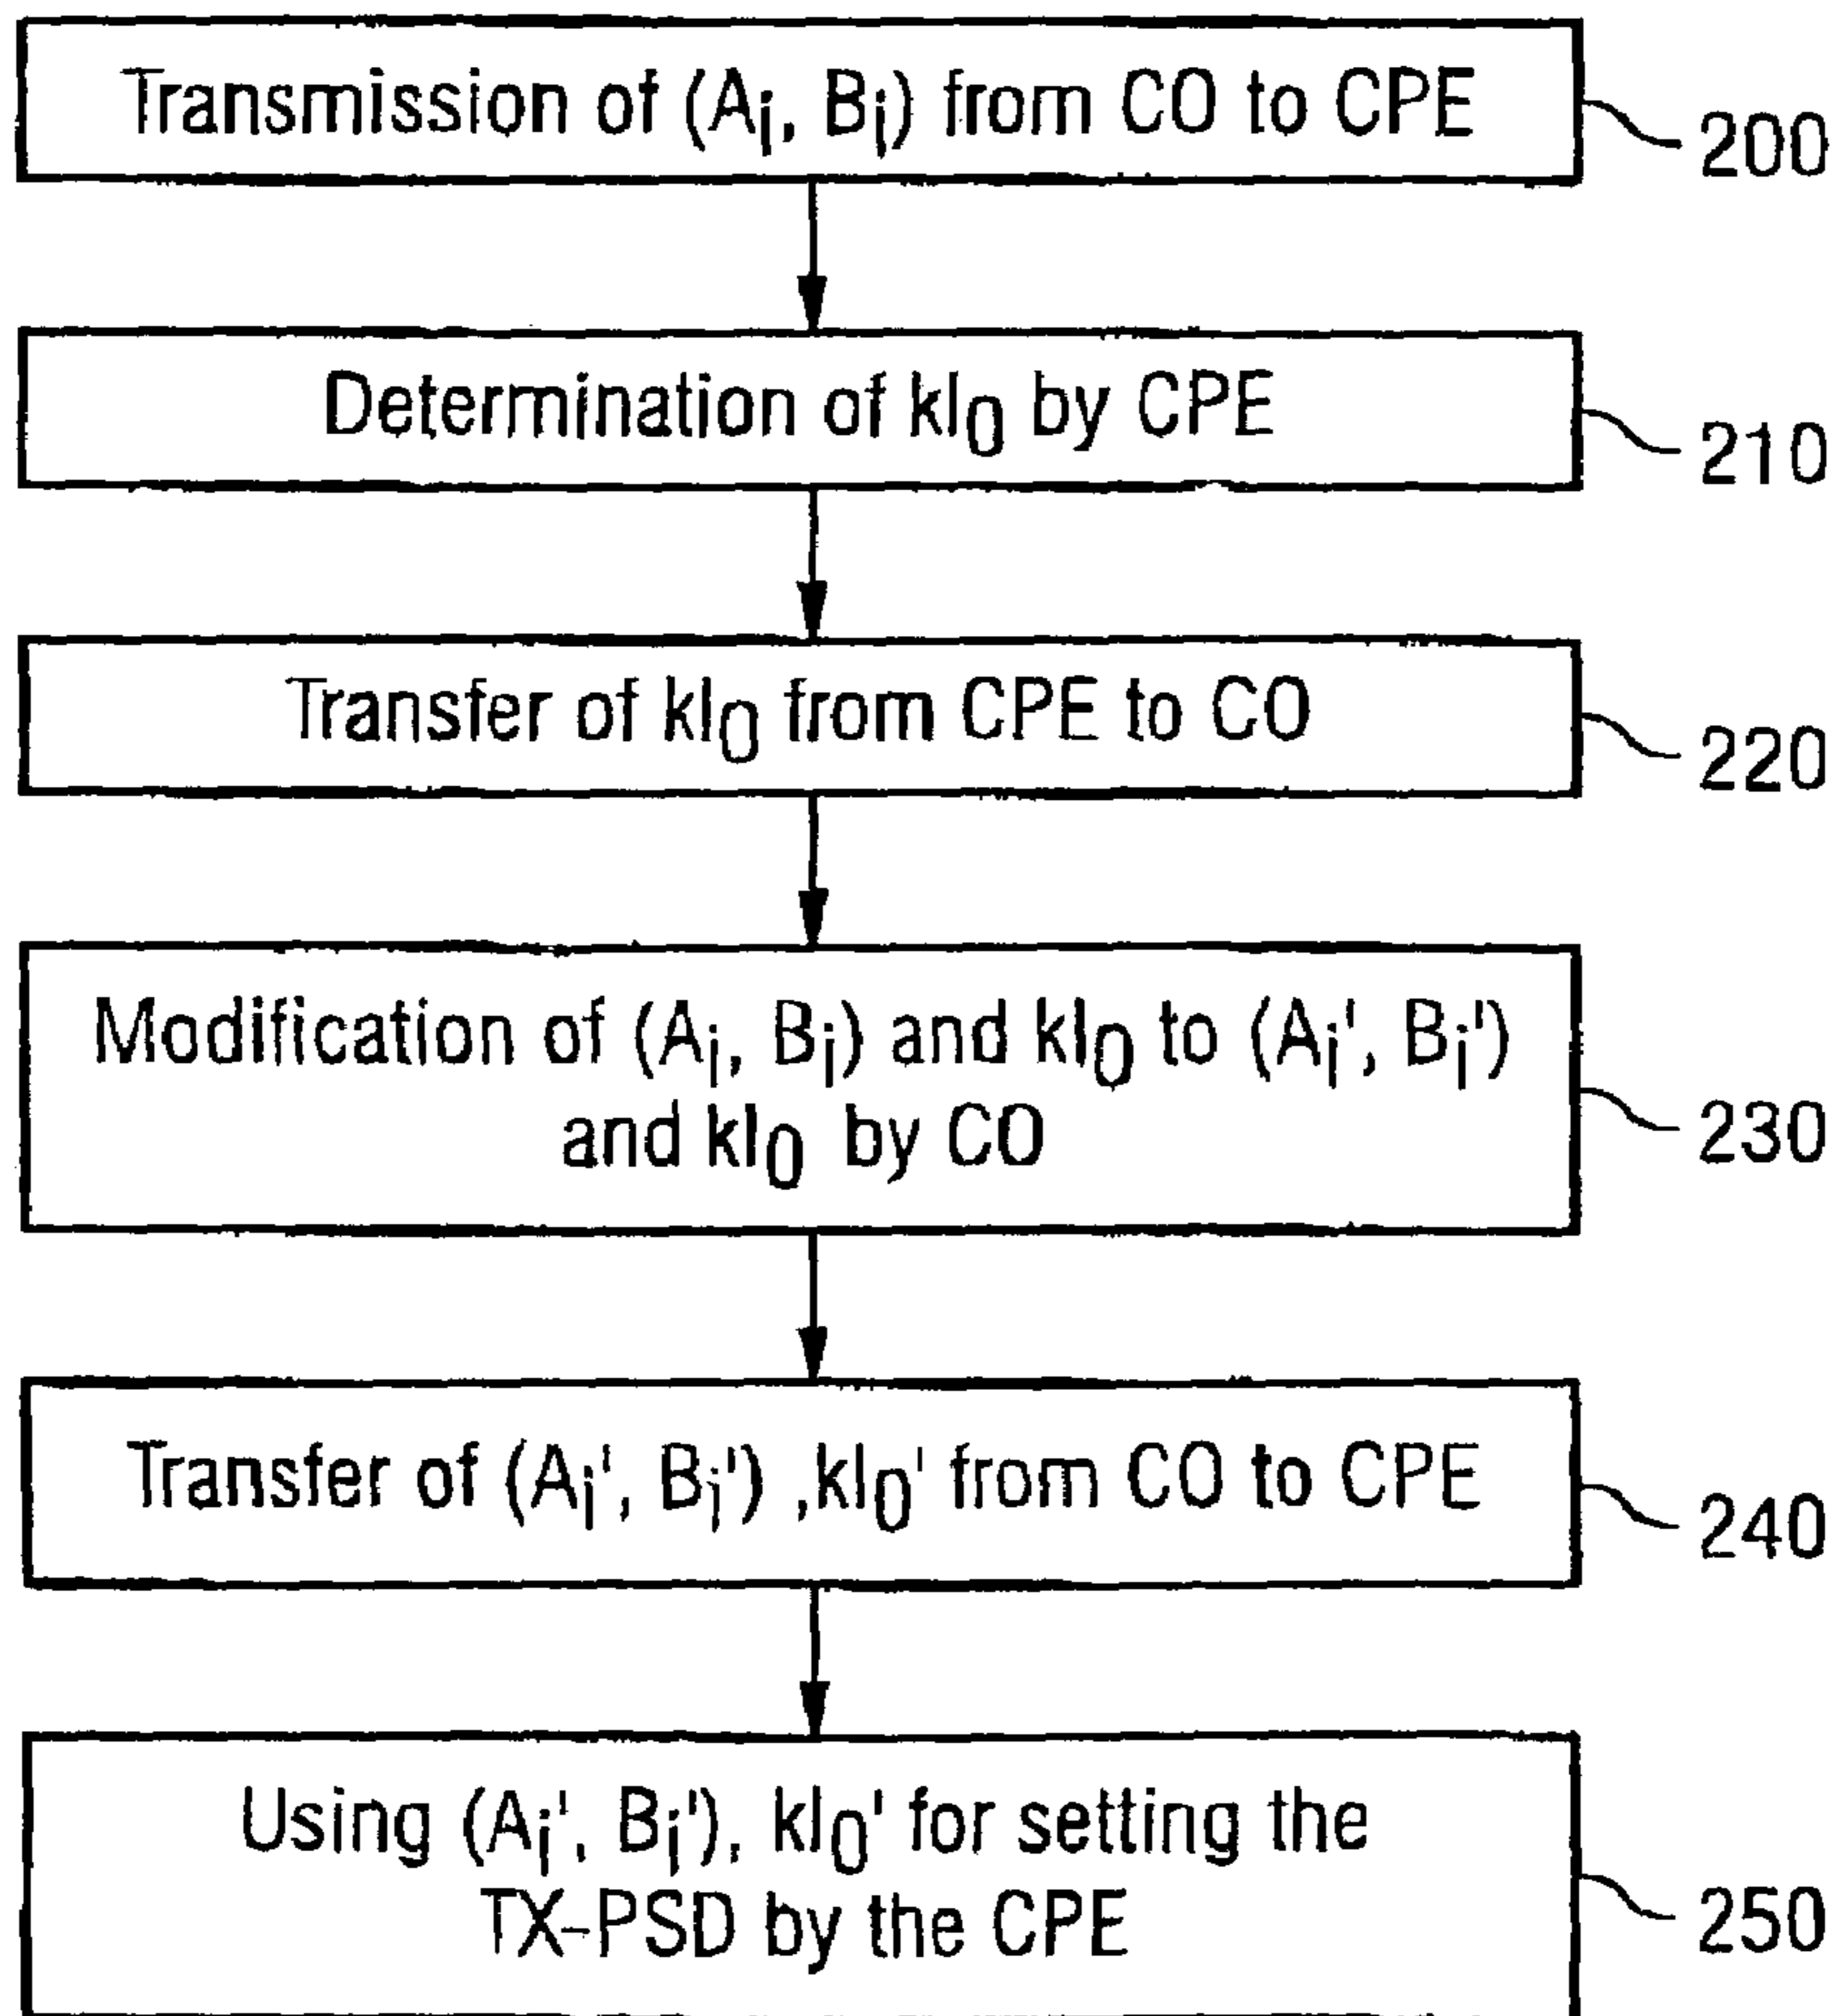 Transmission of (Ai, Bi) from CO to CPE
200
Determination of kl0 by CPE
210
Transfer of kl0 from CPE to CO
220
Modification of (Ai, Bi) and kl0 to (Ai', Bi')
and kl0 by CO
230
Transfer of (Ai', Bi') ,kl0' from CO to CPE
240
Using (Ai', Bi'), kl0' for setting the
TX-PSD by the CPE
250